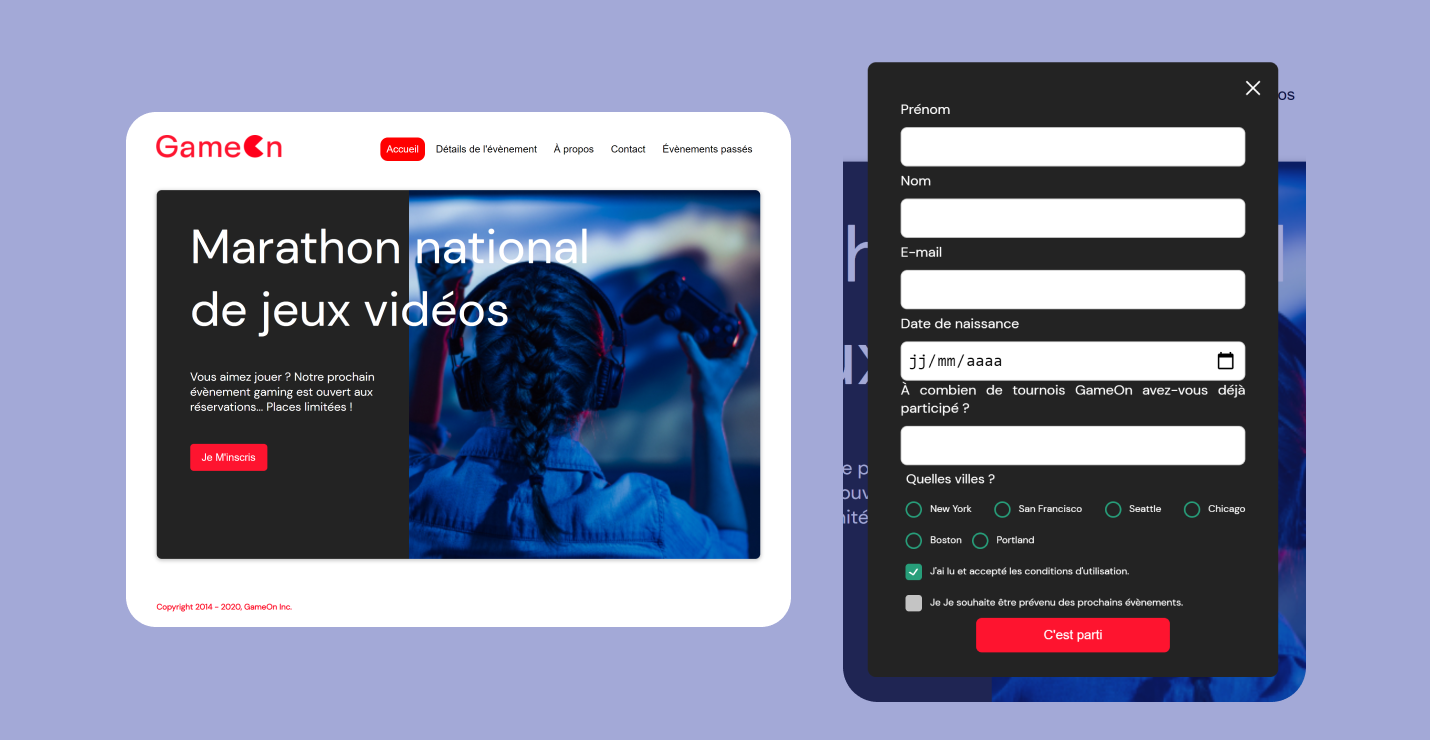 GameOn
Accueil Détails de l'évènement À propos Contact Évènements passés
Marathon national
de jeux vidéos
Vous aimez jouer ? Notre prochain
évènement gaming est ouvert aux
réservations... Places limitées !
Je M'inscris
Copyright 2014 - 2020, GameOn Inc.
os
Prénom
Nom
E-mail
Date de naissance
jj/mm/aaaa
À combien de tournois GameOn avez-vous déjà
participé ?
Quelles villes ?
New York San Francisco Seattle Chicago
Boston Portland
J'ai lu et accepté les conditions d'utilisation.
Je Je souhaite être prévenu des prochains évènements.
C'est parti